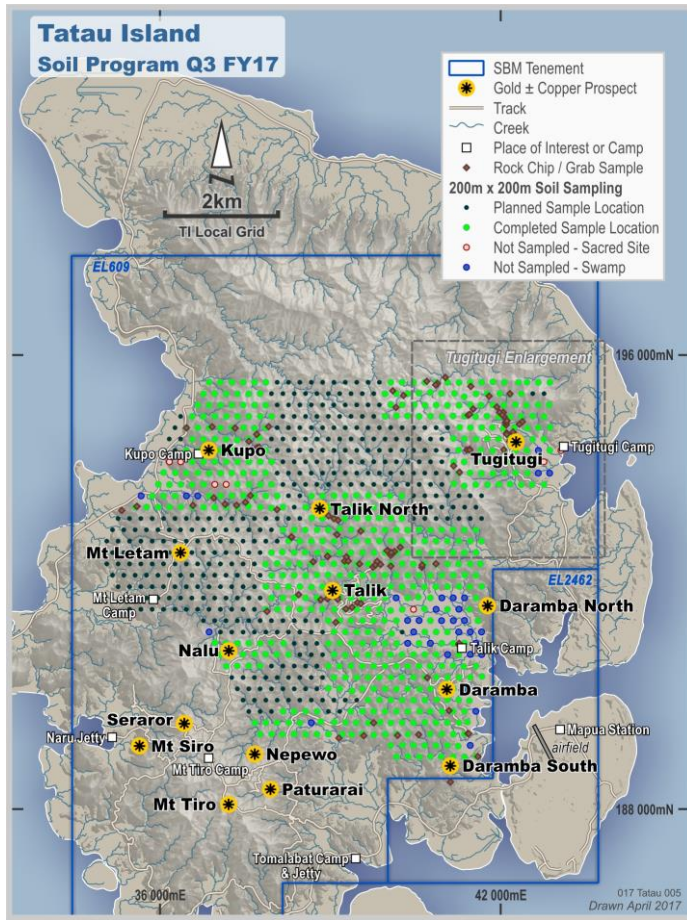 Tatau Island
Soil Program Q3 FY17
SBM Tenement
Gold ± Copper Prospect
Track
Creek
Place of Interest or Camp
Rock Chip / Grab Sample
200m x 200m Soil Sampling
Planned Sample Location
Completed Sample Location
Not Sampled - Sacred Site
Not Sampled - Swamp
N
2km
TI Local Grid
EL609
196 000mN
Tugitugi Enlargement
Kupo Camp
Kupo
Tugitugi Camp
Tugitugi
Talik North
Mt Letam
EL2462
Mt Letam
Camp
Talik
Daramba North
Nalu
Talik Camp
Daramba
Seraror
Naru Jetty
Mt Siro
Mapua Station
airfield
Mt Tiro Camp
Nepewo
Daramba South
Paturarai
Mt Tiro
188 000mN
Tomalabat Camp
& Jetty
36 000mE
42 000mE
017 Tatau 005
Drawn April 2017